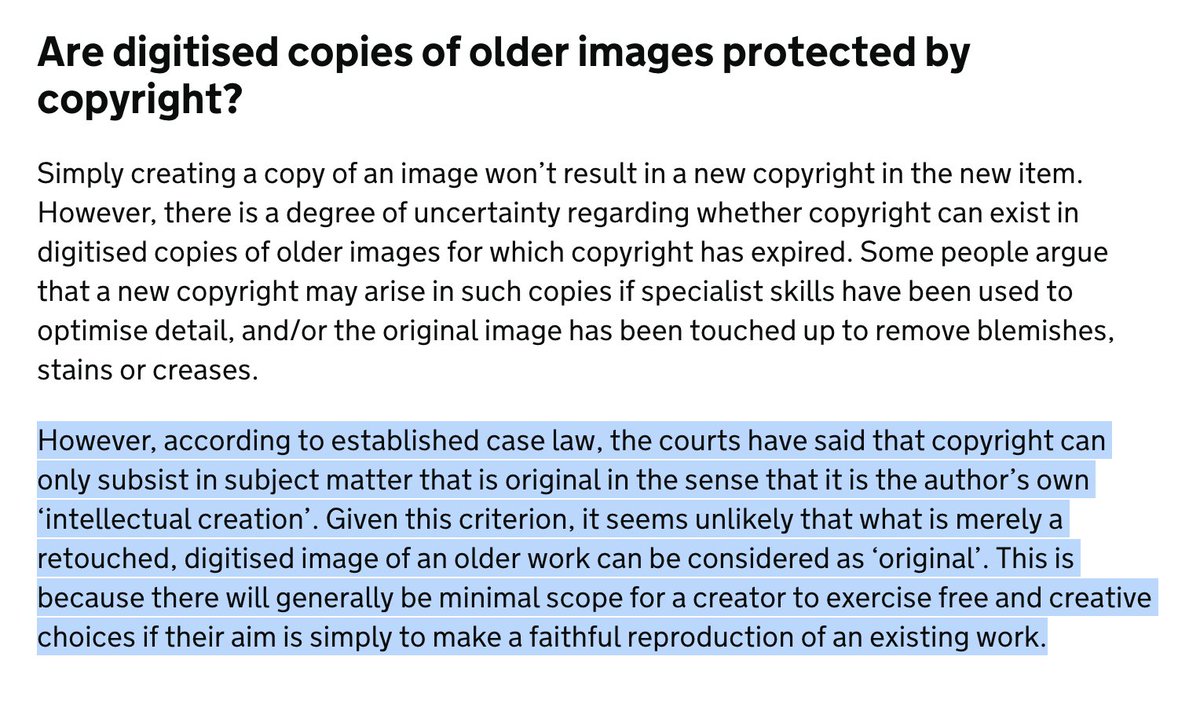 Are digitised copies of older images protected by
copyright?
Simply creating a copy of an image won’t result in a new copyright in the new item.
However, there is a degree of uncertainty regarding whether copyright can exist in
digitised copies of older images for which copyright has expired. Some people argue
that a new copyright may arise in such copies if specialist skills have been used to
optimise detail, and/or the original image has been touched up to remove blemishes,
stains or creases.
However, according to established case law, the courts have said that copyright can
only subsist in subject matter that is original in the sense that it is the author’s own
‘intellectual creation’. Given this criterion, it seems unlikely that what is merely a
retouched, digitised image of an older work can be considered as ‘original’. This is
because there will generally be minimal scope for a creator to exercise free and creative
choices if their aim is simply to make a faithful reproduction of an existing work.